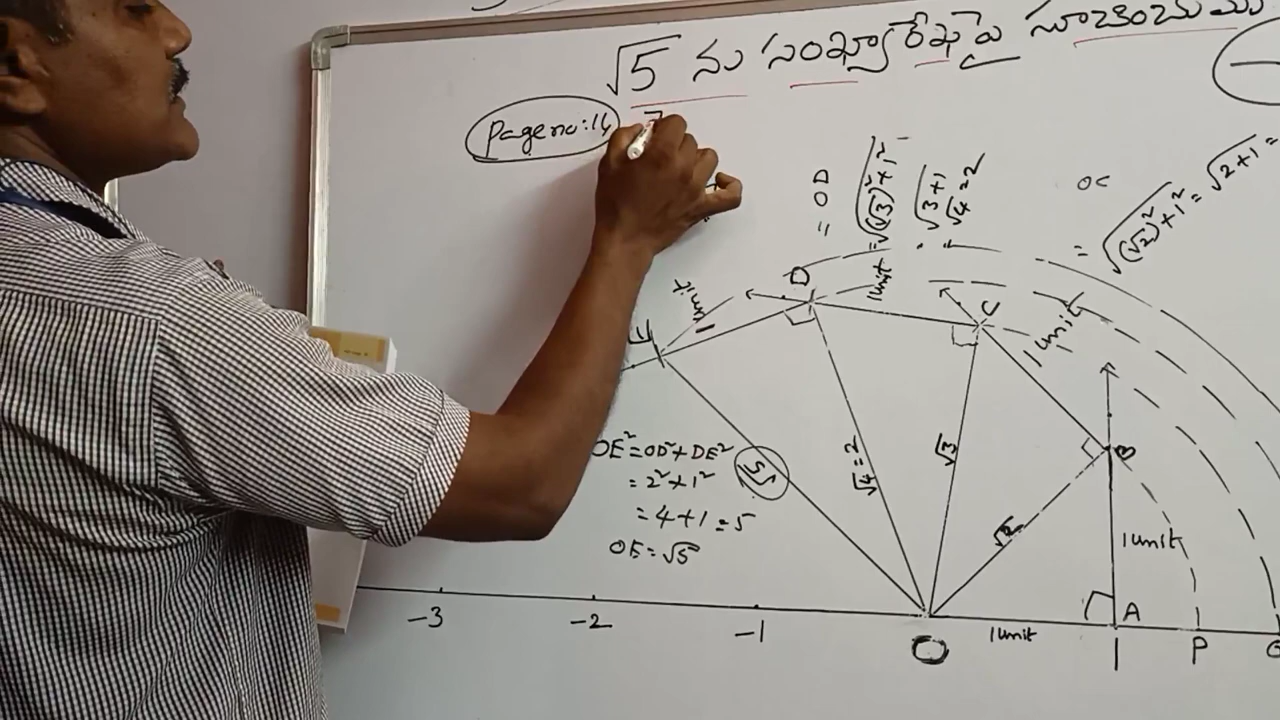 √5 ను సంఖ్యారేఖపై సూచించుము
Page no: 14
= OD
= √(√3)² + 1²
= √3+1
= √4 = 2
OC
= √(√2)² + 1² = √2+1 =
1 unit
D
1 unit
C
1 unit
B
OE² = OD² + DE²
= 2² + 1²
= 4 + 1 = 5
OE = √5
√5
√4 = 2
√3
√2
1 unit
-3
-2
-1
O
1 unit
A
1
P